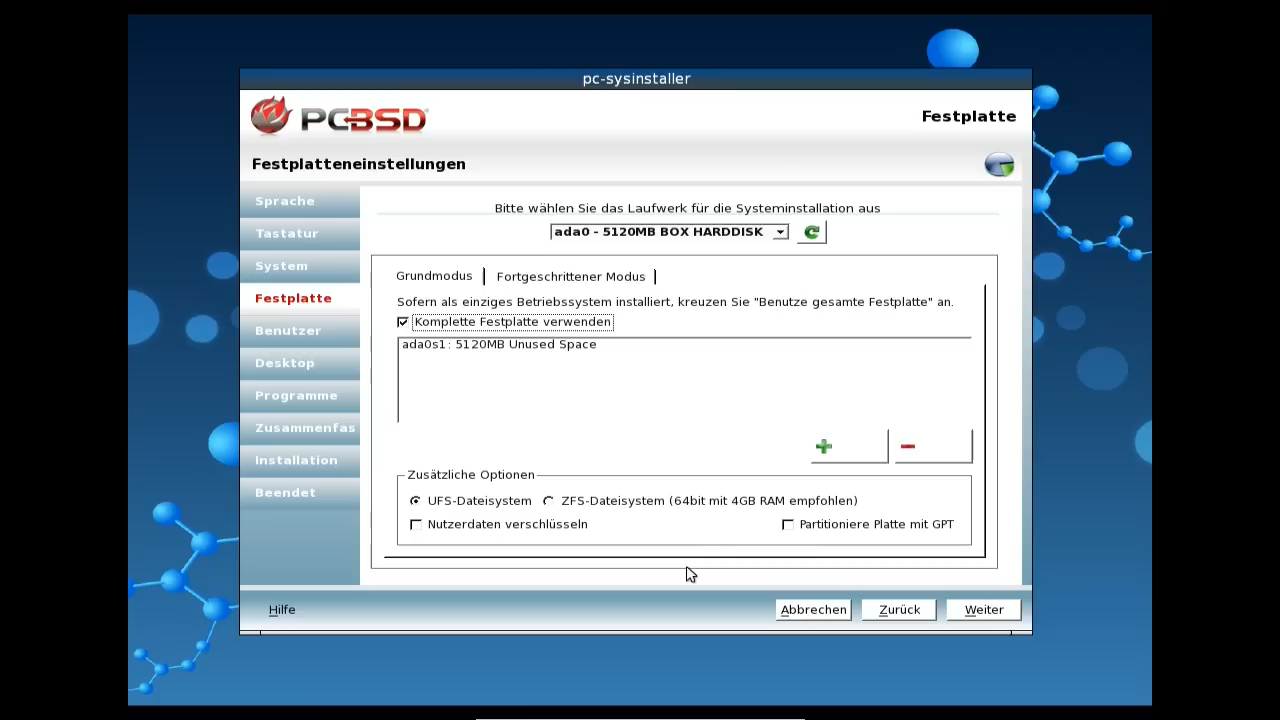 pc-sysinstaller
PCBSD
Festplatte
Festplatteneinstellungen
Sprache
Tastatur
System
Festplatte
Benutzer
Desktop
Programme
Zusammenfas
Installation
Beendet
Bitte wählen Sie das Laufwerk für die Systeminstallation aus
ada0 - 5120MB BOX HARDDISK
Grundmodus
Fortgeschrittener Modus
Sofern als einziges Betriebssystem installiert, kreuzen Sie "Benutze gesamte Festplatte" an.
Komplette Festplatte verwenden
ada0s1: 5120MB Unused Space
Zusätzliche Optionen
UFS-Dateisystem
ZFS-Dateisystem (64bit mit 4GB RAM empfohlen)
Nutzerdaten verschlüsseln
Partitioniere Platte mit GPT
Hilfe
Abbrechen
Zurück
Weiter